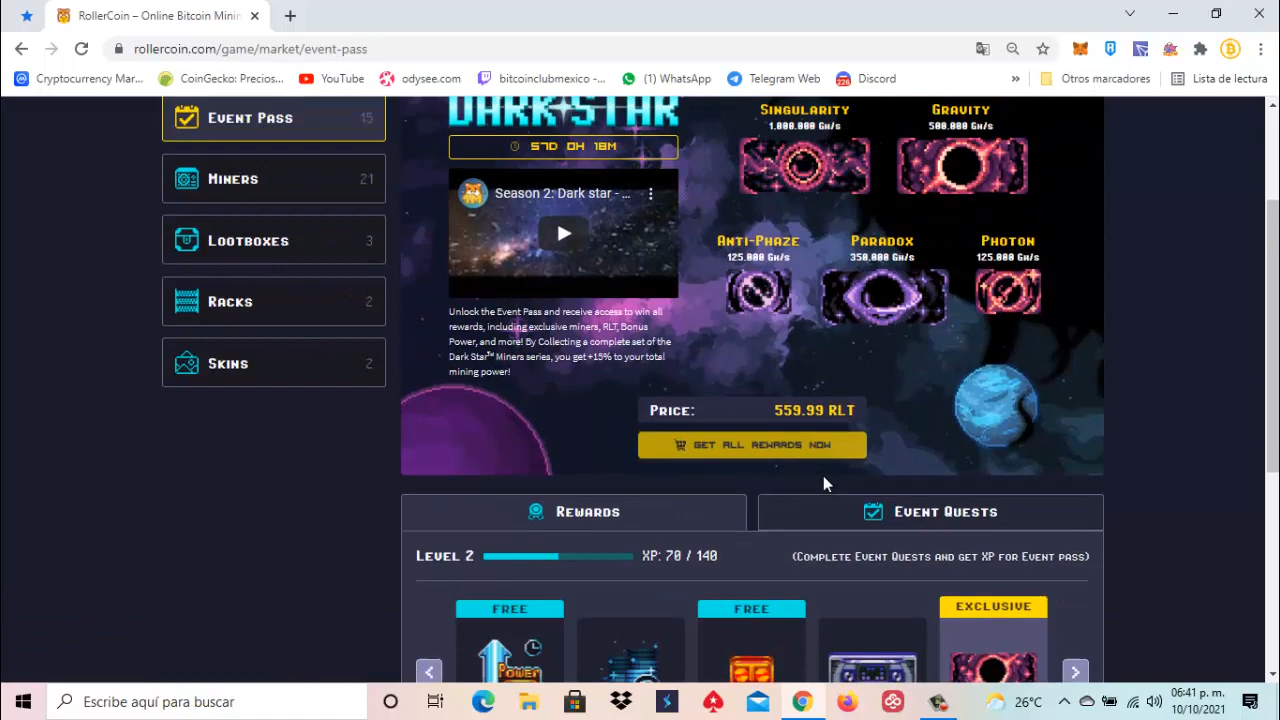 RollerCoin – Online Bitcoin Minin
rollercoin.com/game/market/event-pass
Cryptocurrency Mar... CoinGecko: Precios... YouTube odysee.com bitcoinclubmexico -... (1) WhatsApp Telegram Web 226 Discord » Otros marcadores Lista de lectura
EVENT PASS 15
MINERS 21
LOOTBOXES 3
RACKS 2
SKINS 2
DARK STAR
57D 0H 18M
Season 2: Dark star - ...
Unlock the Event Pass and receive access to win all
rewards, including exclusive miners, RLT, Bonus
Power, and more! By Collecting a complete set of the
Dark Star™ Miners series, you get +15% to your total
mining power!
SINGULARITY GRAVITY
1.000.000 GH/S 500.000 GH/S
ANTI-PHAZE PARADOX PHOTON
125.000 GH/S 350.000 GH/S 125.000 GH/S
PRICE: 559.99 RLT
GET ALL REWARDS NOW
REWARDS EVENT QUESTS
LEVEL 2 XP: 70 / 140 (COMPLETE EVENT QUESTS AND GET XP FOR EVENT PASS)
FREE FREE EXCLUSIVE
POWER
Escribe aquí para buscar
26°C
06:41 p. m.
10/10/2021